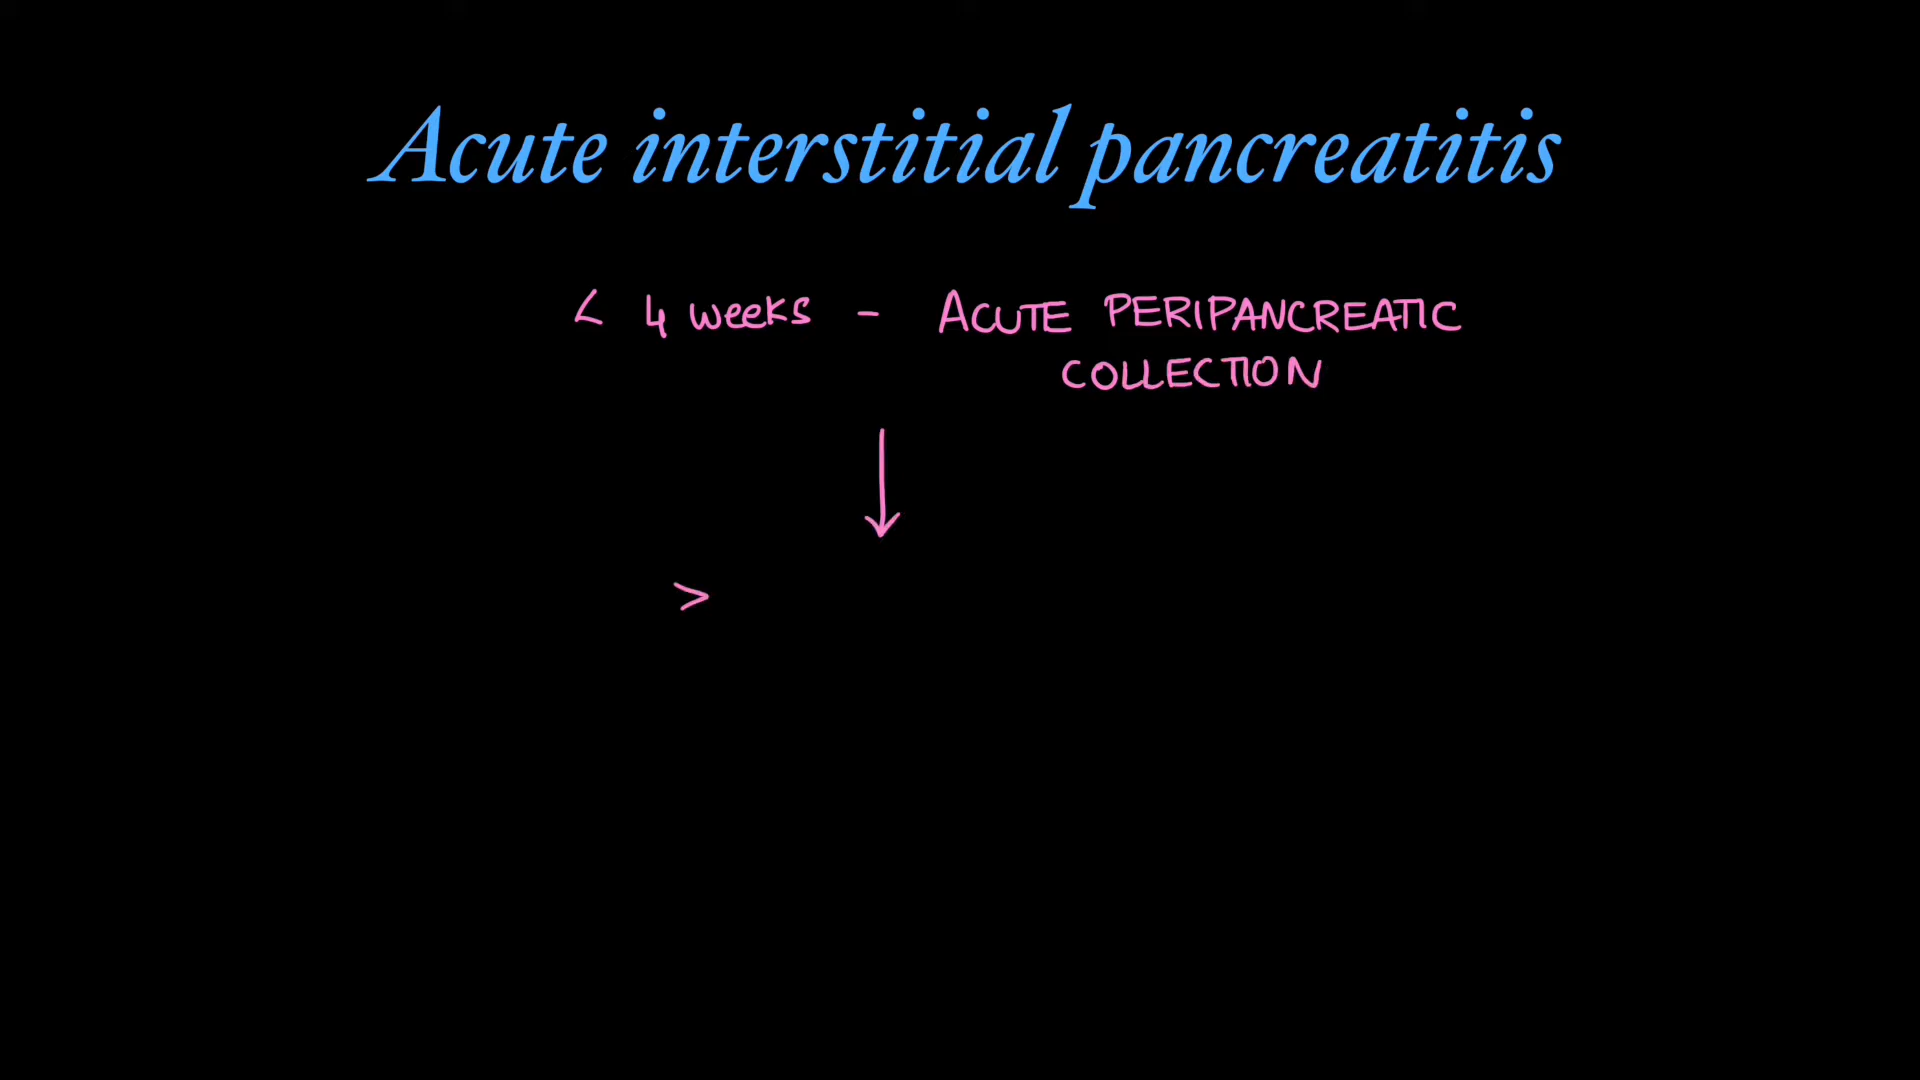 Acute interstitial pancreatitis
< 4 weeks - ACUTE PERIPANCREATIC
COLLECTION
>